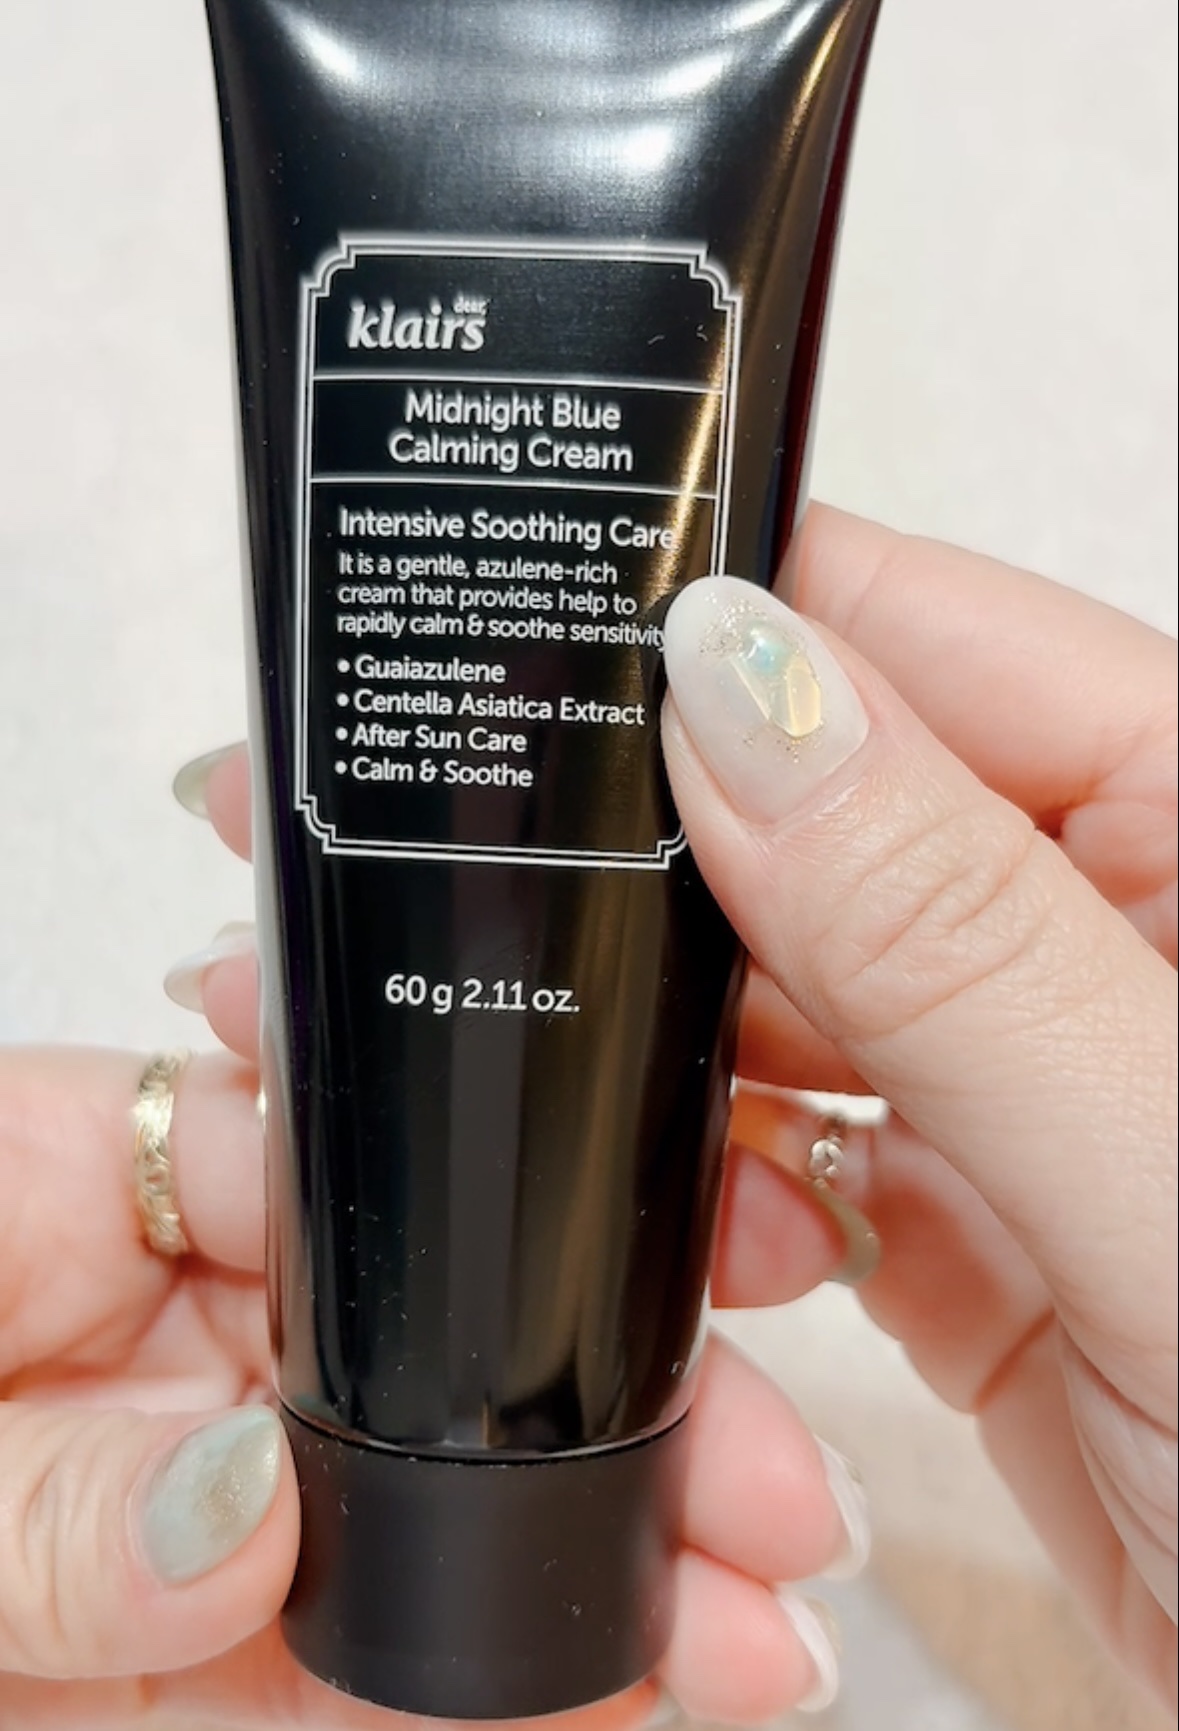 dear,
klairs
Midnight Blue
Calming Cream
Intensive Soothing Care
It is a gentle, azulene-rich
cream that provides help to
rapidly calm & soothe sensitivity
• Guaiazulene
• Centella Asiatica Extract
• After Sun Care
• Calm & Soothe
60 g 2.11 oz.